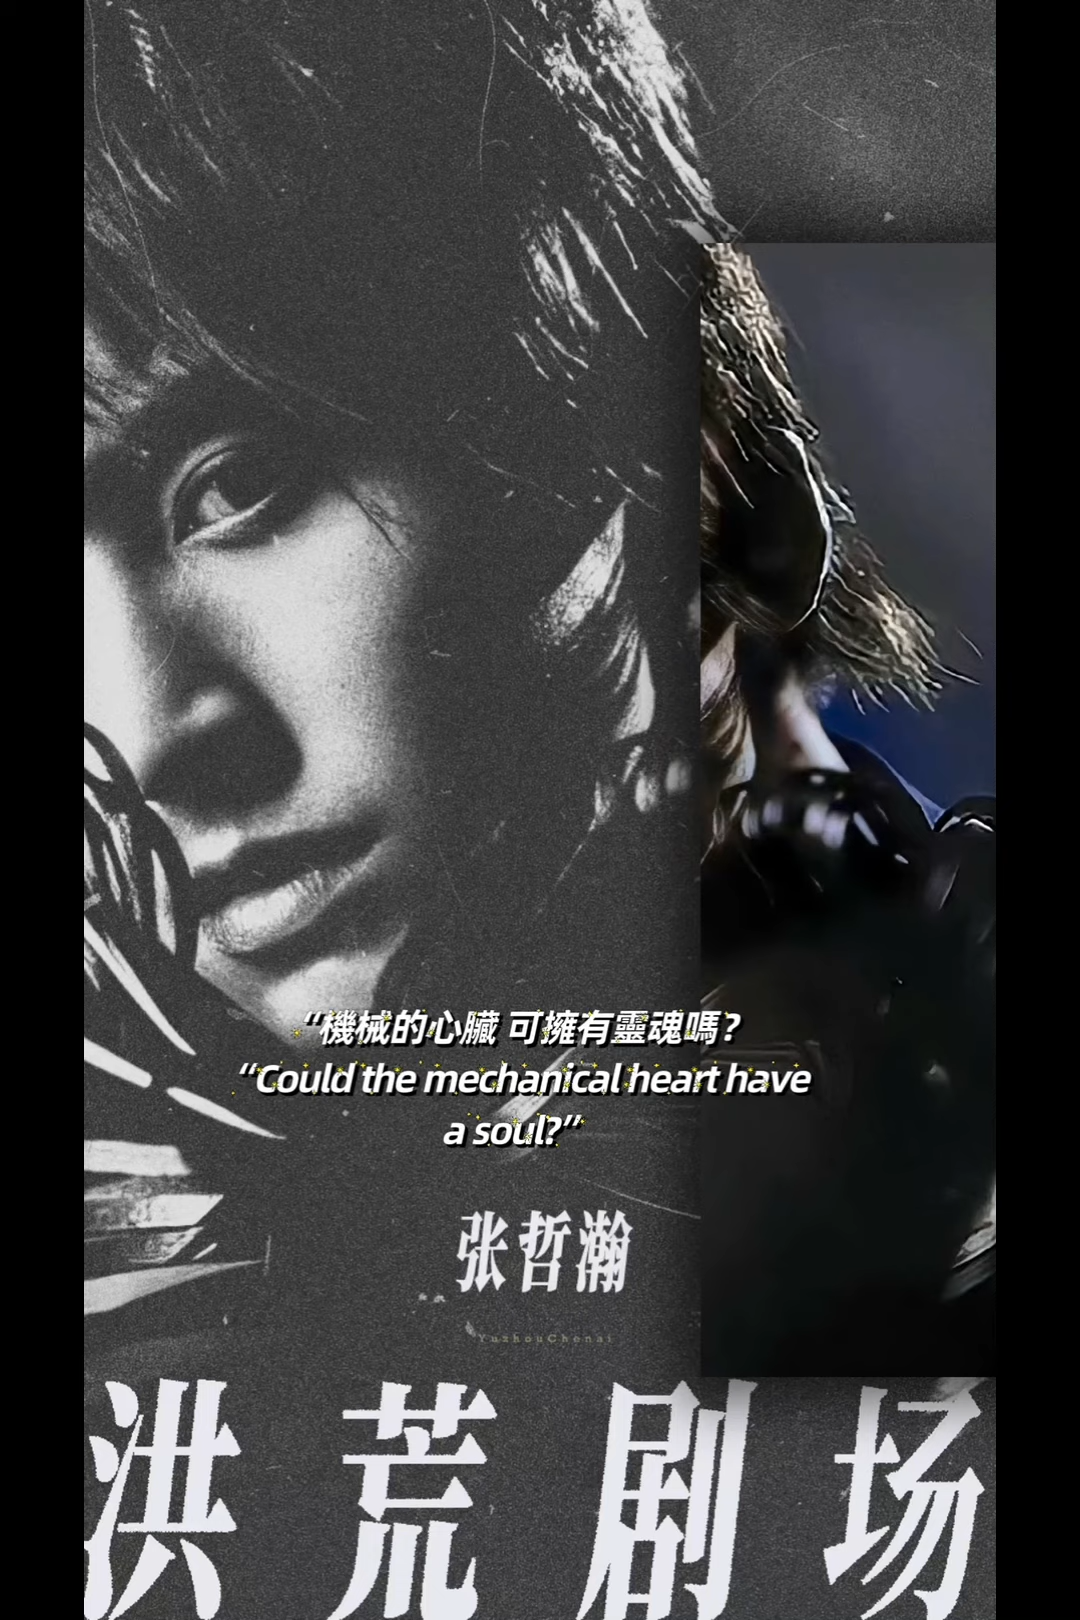 “機械的心臟 可擁有靈魂嗎？
“Could the mechanical heart have
a soul?”
张哲瀚
YuzhouChenai
洪荒剧场